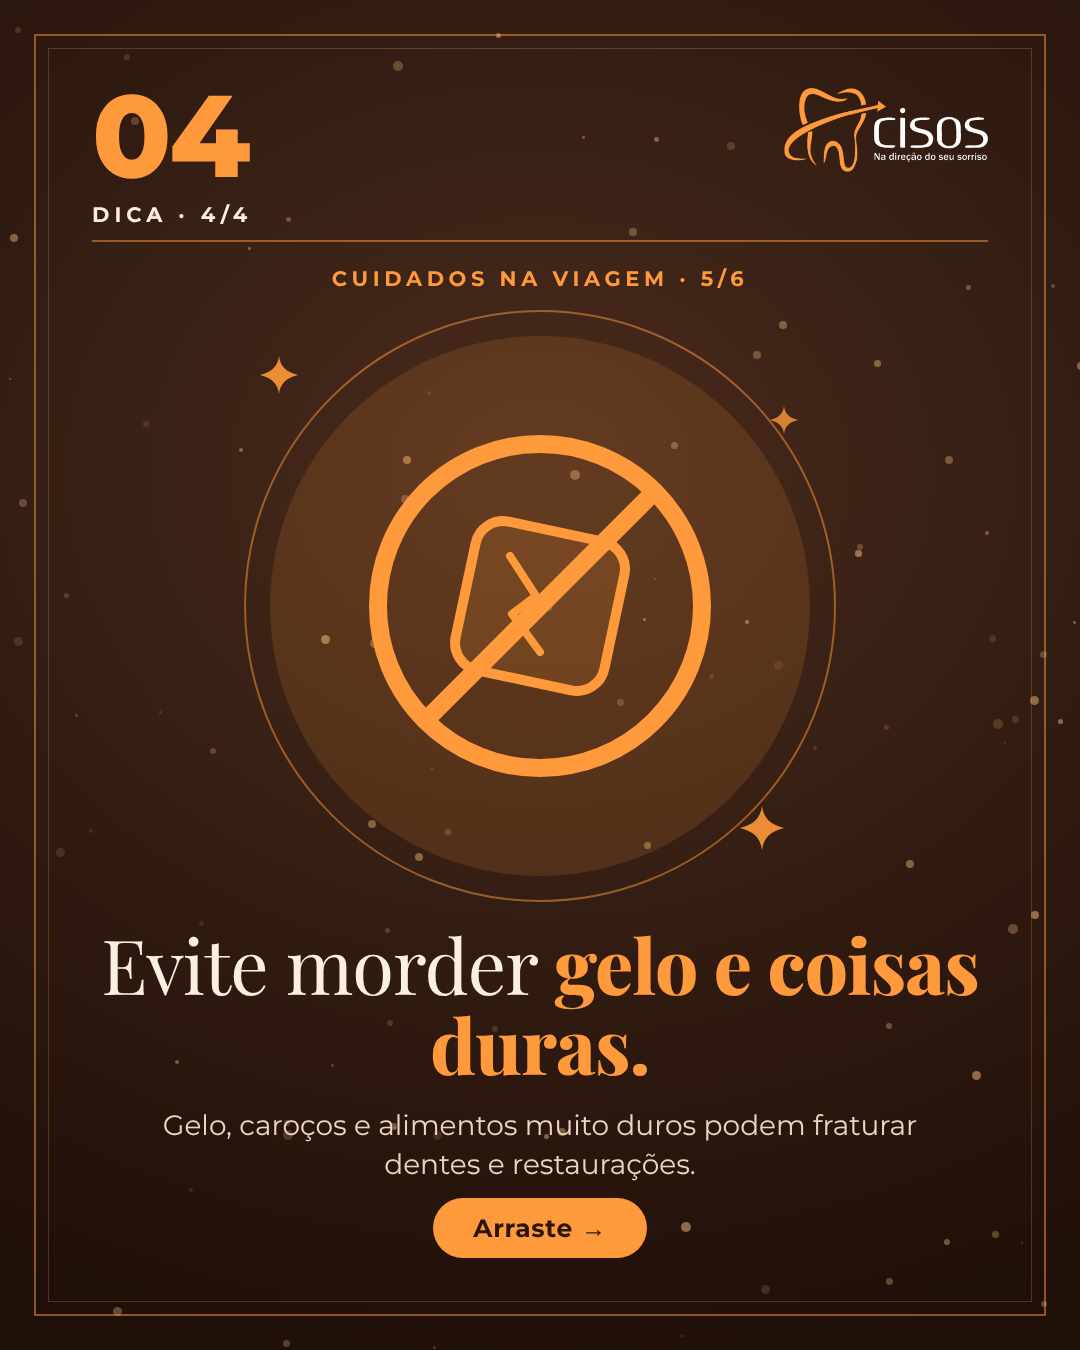 04
DICA · 4/4
cisos
Na direção do seu sorriso
CUIDADOS NA VIAGEM · 5/6
Evite morder gelo e coisas
duras.
Gelo, caroços e alimentos muito duros podem fraturar
dentes e restaurações.
Arraste →